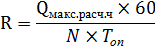 R = Qмакс.расч.ч × 60
N × Tоп